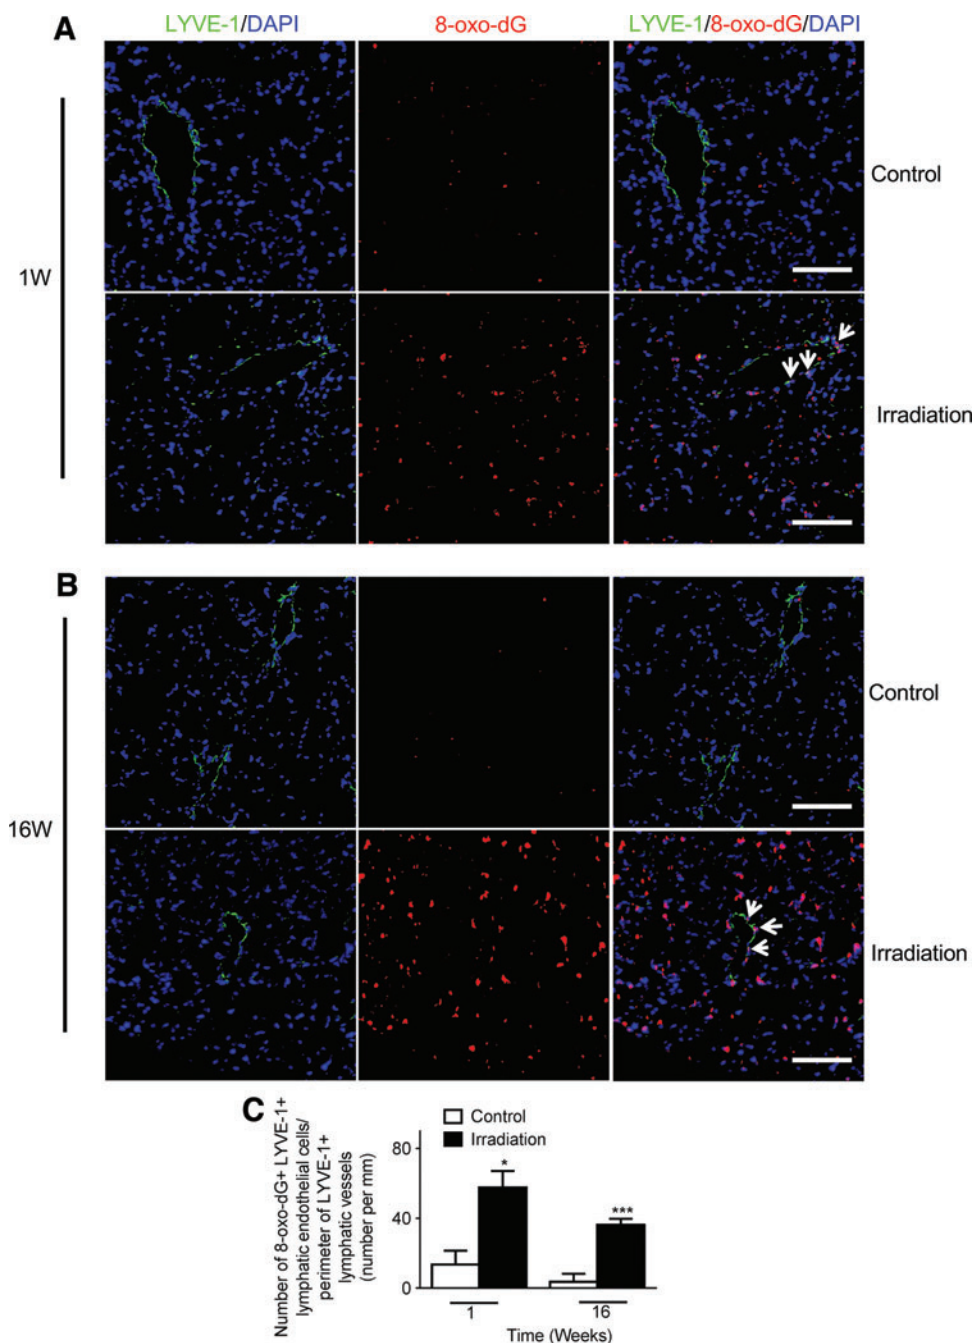 A
LYVE-1/DAPI
8-oxo-dG
LYVE-1/8-oxo-dG/DAPI
1W
Control
Irradiation
B
16W
Control
Irradiation
C
Number of 8-oxo-dG+ LYVE-1+
lymphatic endothelial cells/
perimeter of LYVE-1+
lymphatic vessels
(number per mm)
Control
Irradiation
80
40
0
*
***
1
16
Time (Weeks)